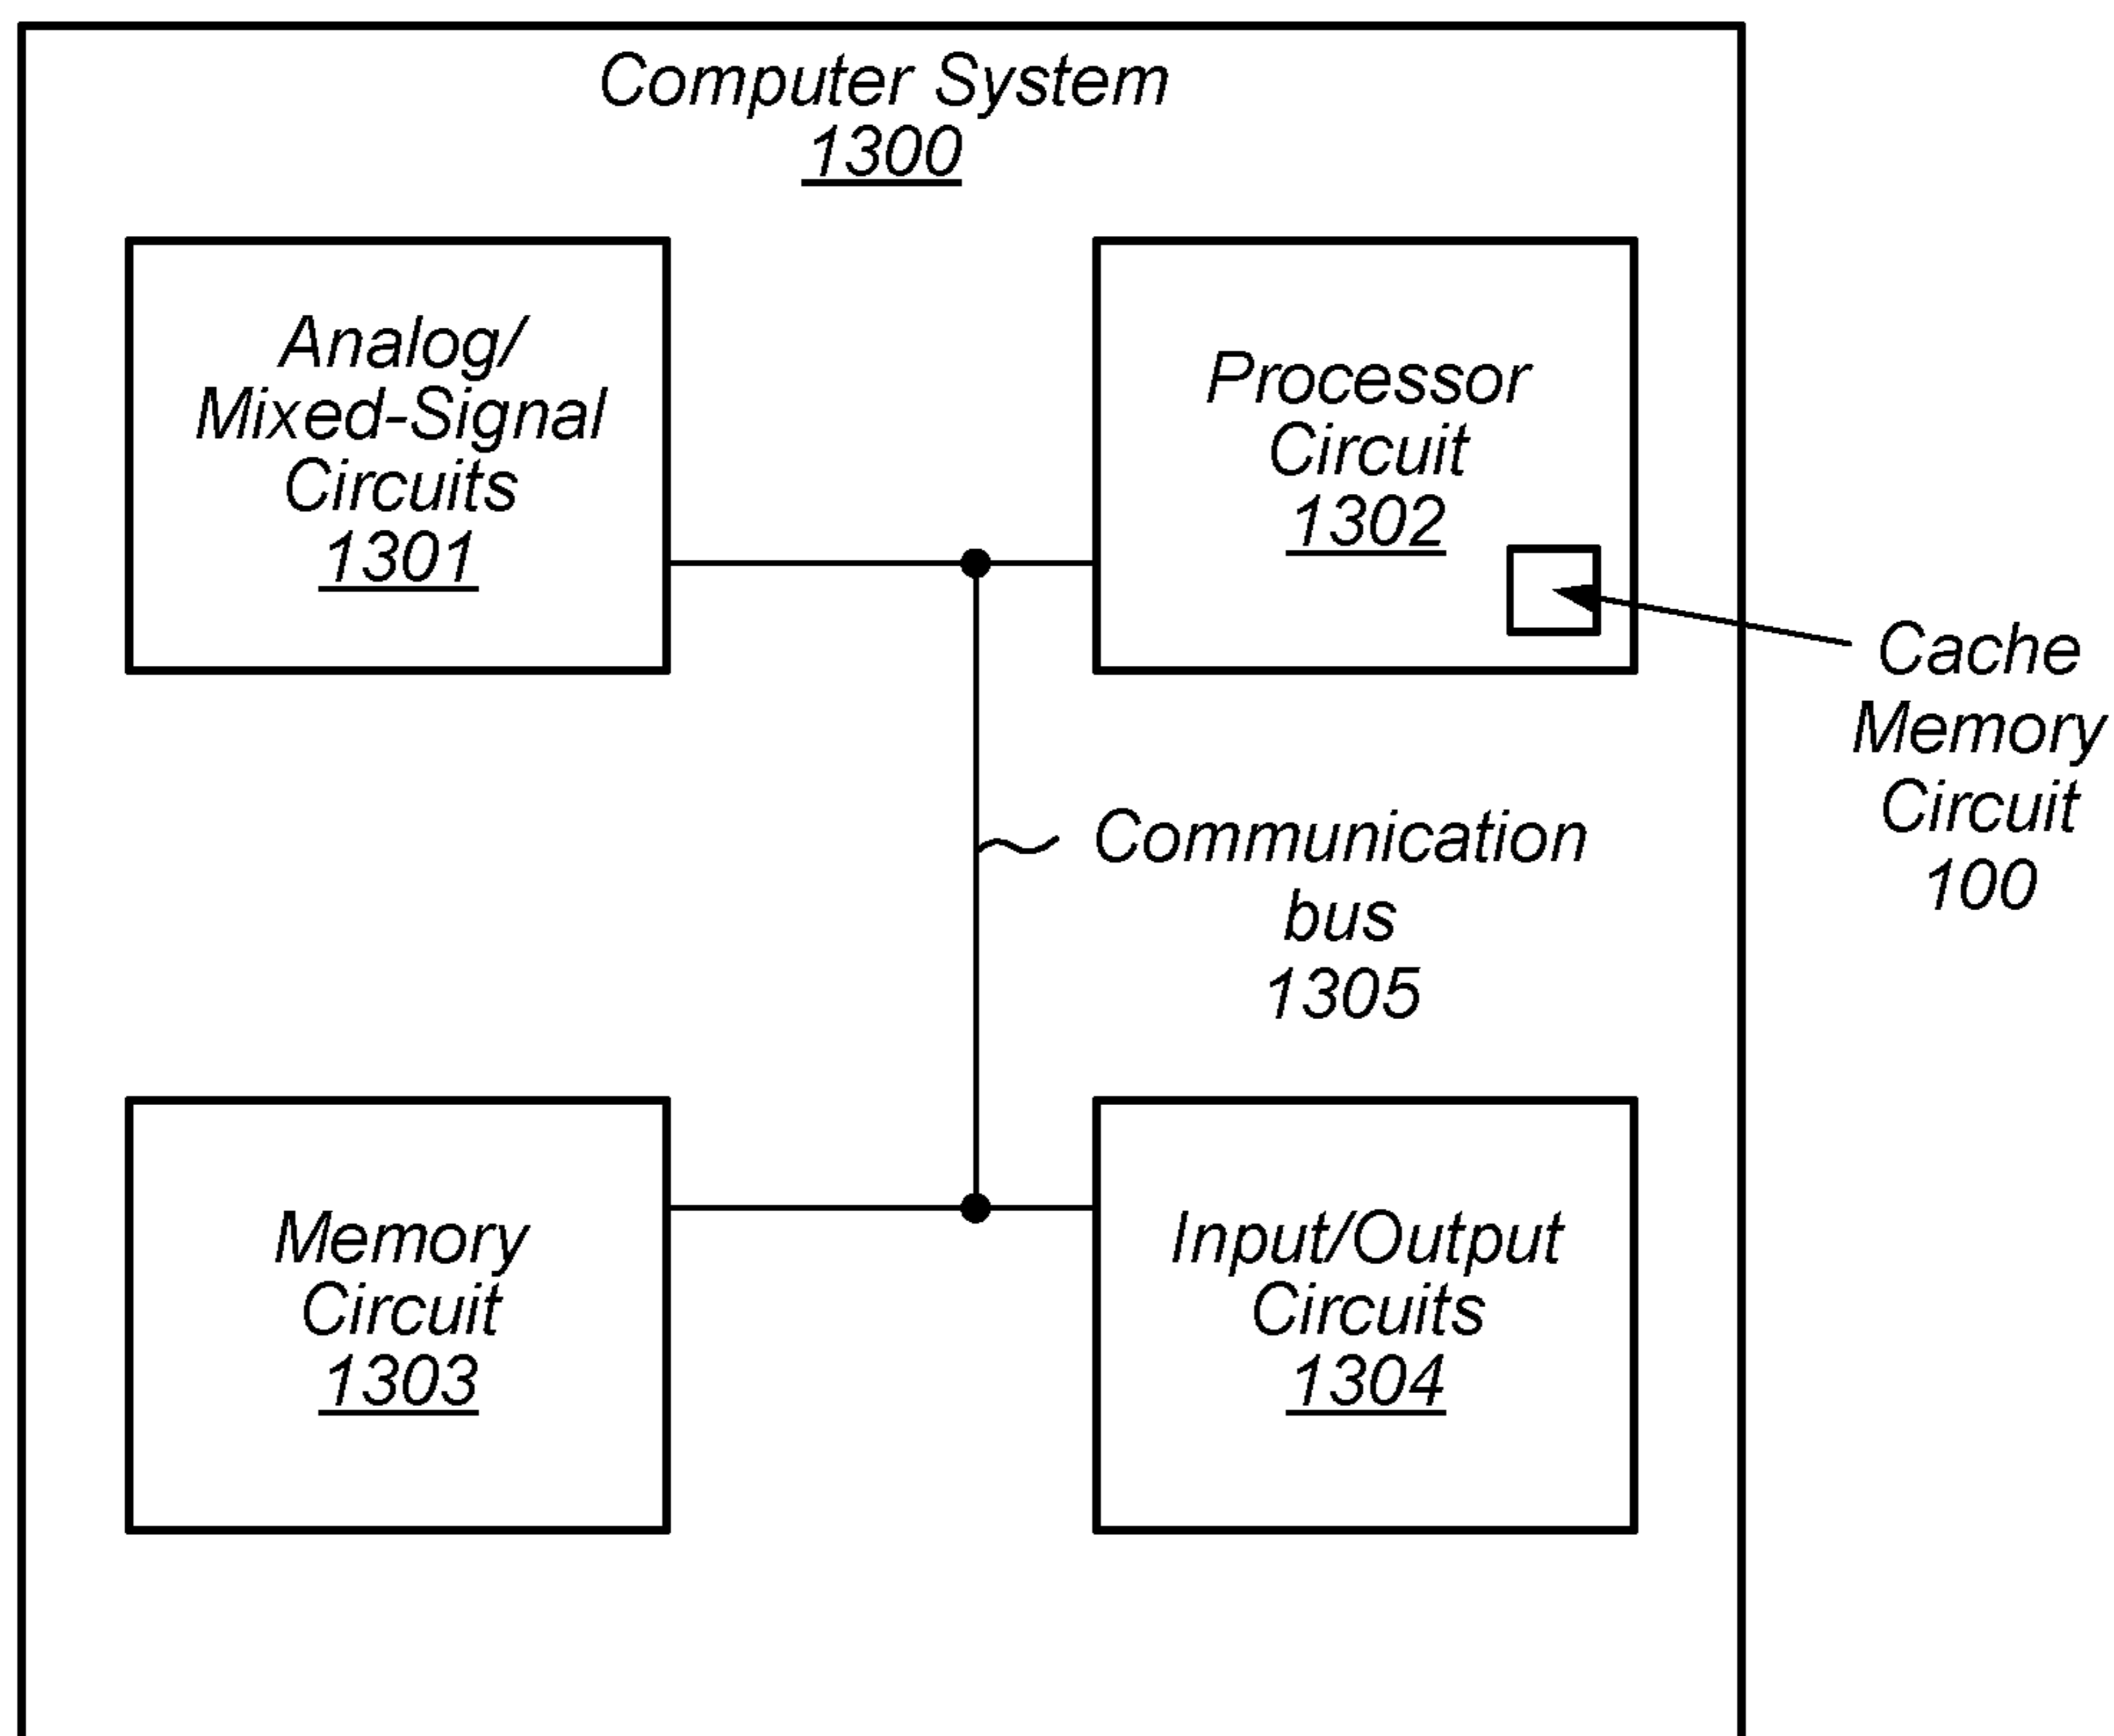 Computer System
1300
Analog/
Mixed-Signal
Circuits
1301
Processor
Circuit
1302
Cache
Memory
Circuit
100
Communication
bus
1305
Memory
Circuit
1303
Input/Output
Circuits
1304